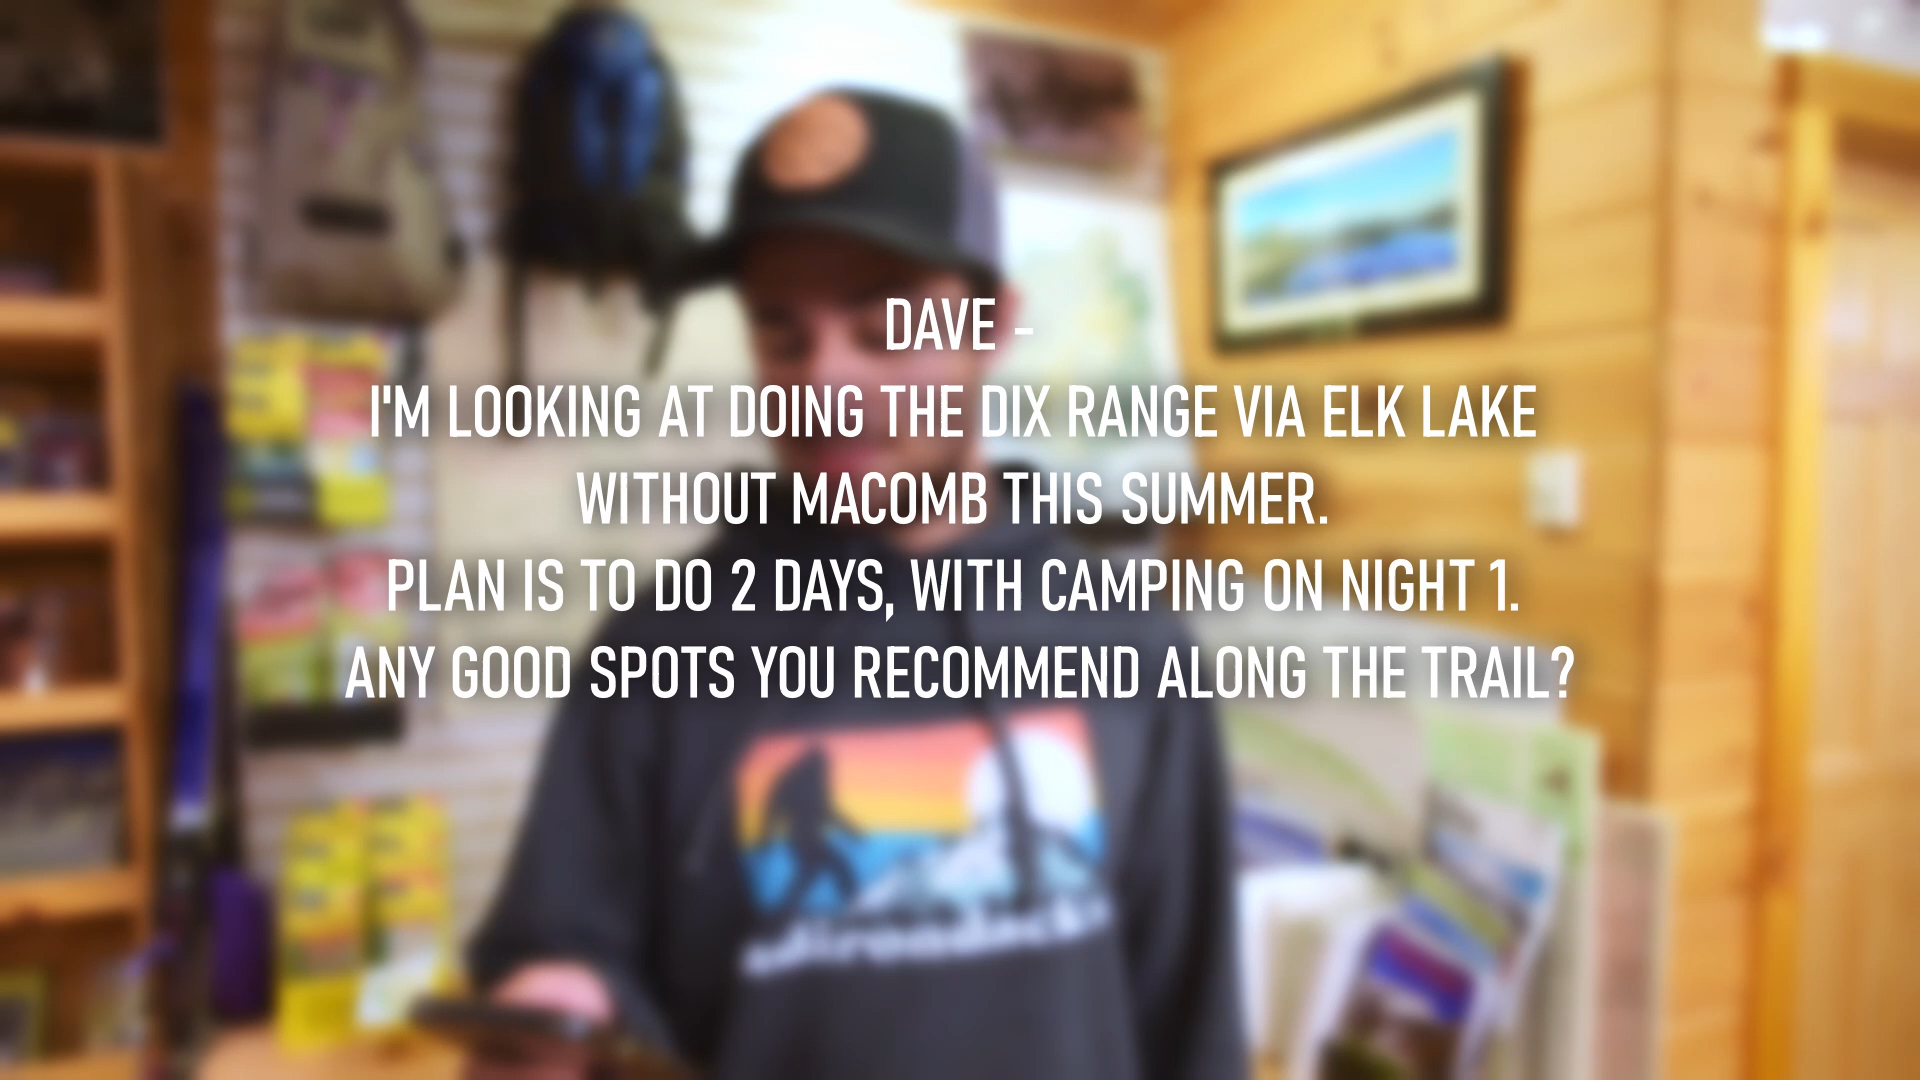 DAVE -
I'M LOOKING AT DOING THE DIX RANGE VIA ELK LAKE
WITHOUT MACOMB THIS SUMMER.
PLAN IS TO DO 2 DAYS, WITH CAMPING ON NIGHT 1.
ANY GOOD SPOTS YOU RECOMMEND ALONG THE TRAIL?
adirondacks